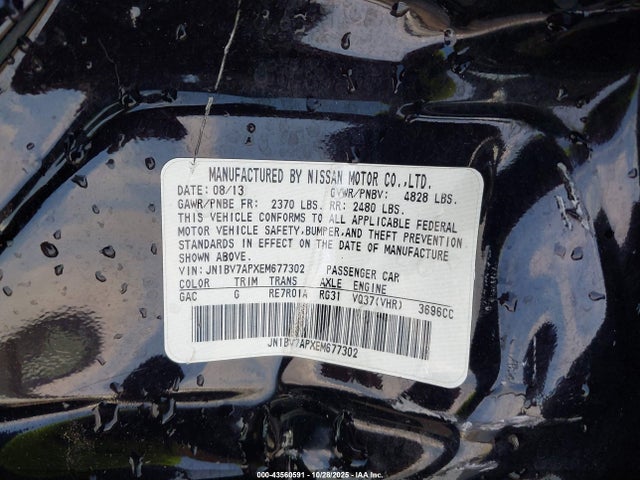 MANUFACTURED BY NISSAN MOTOR CO.,LTD.
DATE: 08/13 GVWR/PNBV: 4828 LBS.
GAWR/PNBE FR: 2370 LBS. RR: 2480 LBS.
THIS VEHICLE CONFORMS TO ALL APPLICABLE FEDERAL
MOTOR VEHICLE SAFETY,BUMPER,AND THEFT PREVENTION
STANDARDS IN EFFECT ON THE DATE OF MANUFACTURE
SHOWN ABOVE.
VIN: JN1BV7APXEM677302 PASSENGER CAR
COLOR TRIM TRANS AXLE ENGINE
GAC G RE7R01A RG31 VQ37(VHR) 3696CC
JN1BV7APXEM677302
000-43560591 - 10/28/2025 - IAA Inc.